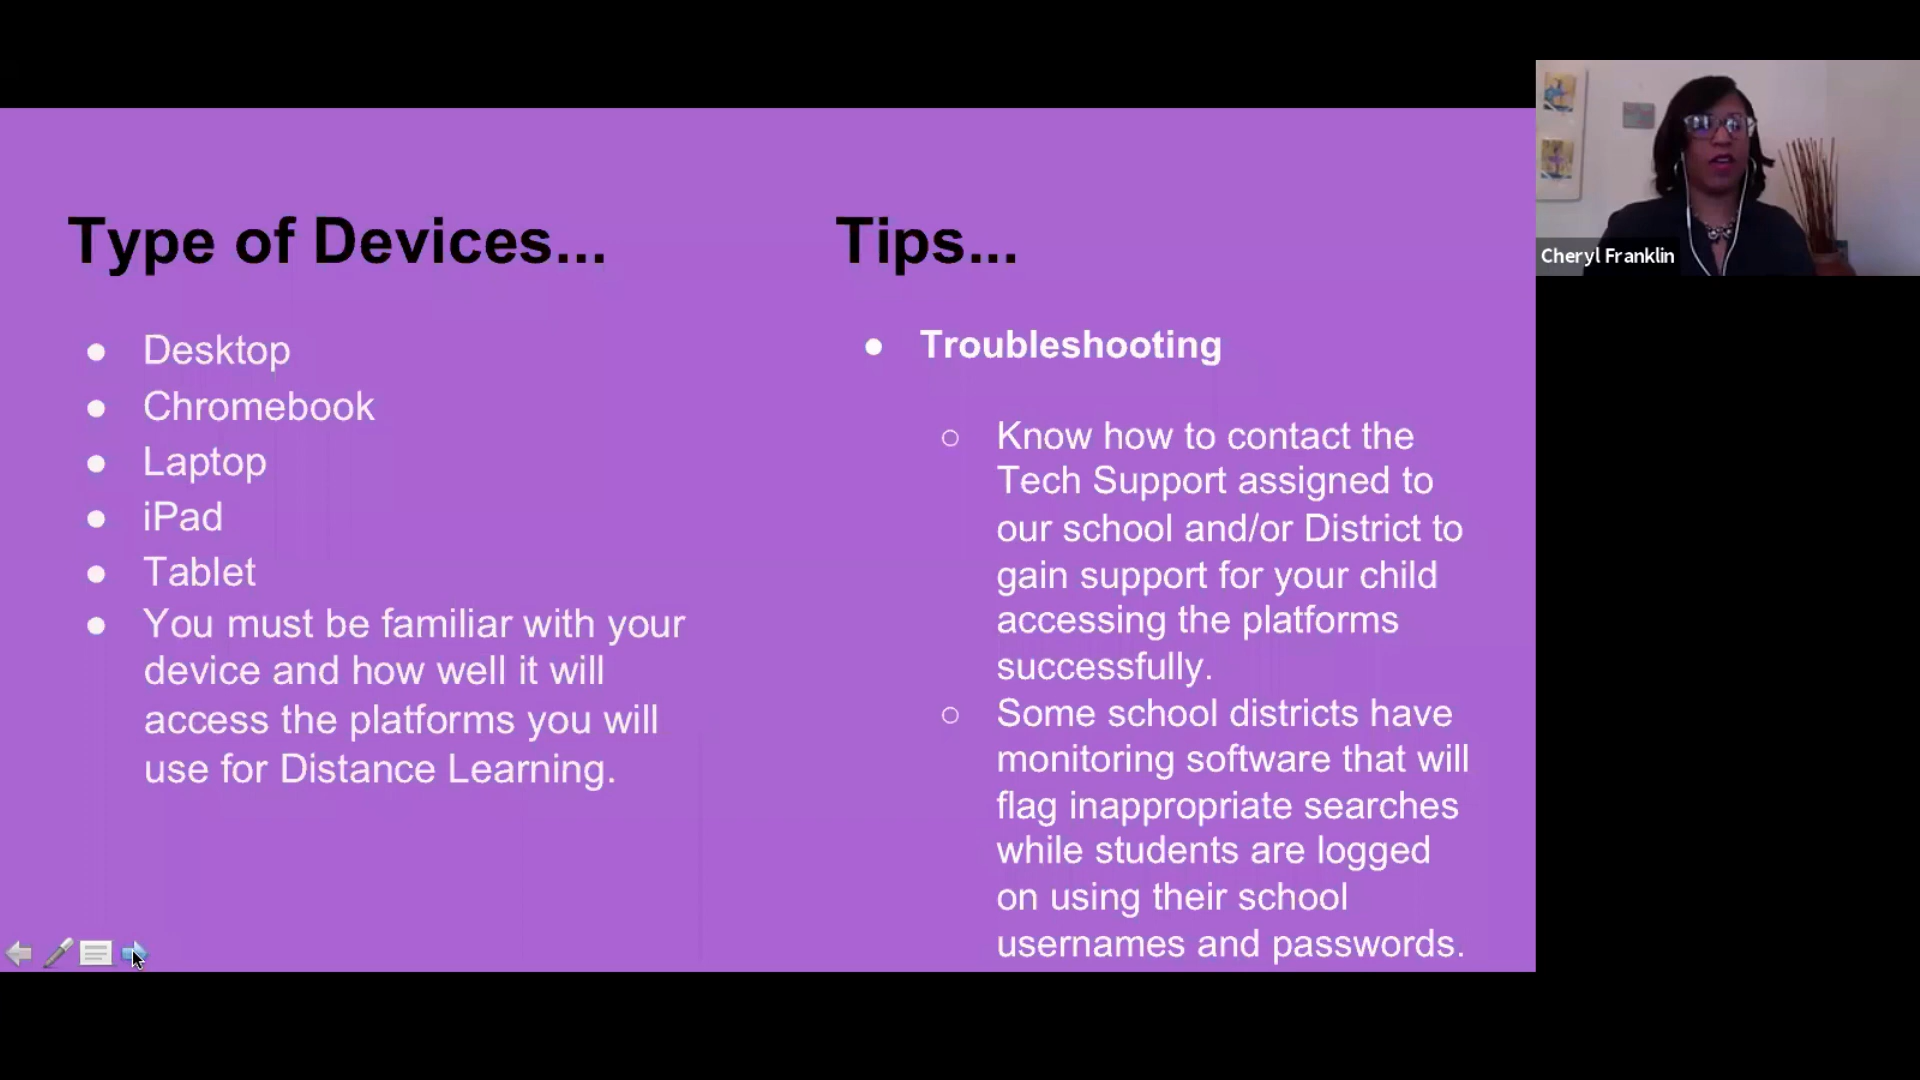 Type of Devices...
Desktop
Chromebook
Laptop
iPad
Tablet
You must be familiar with your
device and how well it will
access the platforms you will
use for Distance Learning.
Tips...
Troubleshooting
Know how to contact the
Tech Support assigned to
our school and/or District to
gain support for your child
accessing the platforms
successfully.
Some school districts have
monitoring software that will
flag inappropriate searches
while students are logged
on using their school
usernames and passwords.
Cheryl Franklin